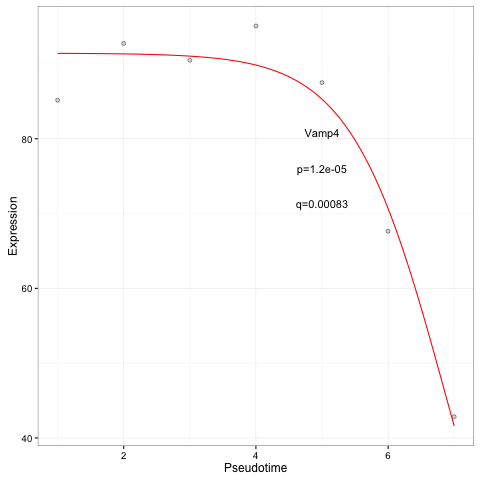 Vamp4
p=1.2e-05
q=0.00083
Expression
80
60
40
2
4
6
Pseudotime